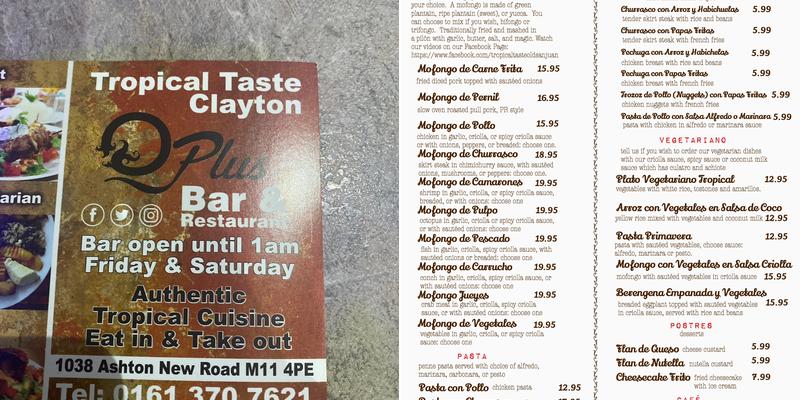 t
arian
Tropical Taste
Clayton
Q Plus
Bar
Restaurant
Bar open until 1am
Friday & Saturday
Authentic
Tropical Cuisine
Eat in & Take out
1038 Ashton New Road M11 4PE
Tel: 0161 370 7621
your choice. A mofongo is made of green
plantain, ripe plantain (sweet), or yucca. You
can choose to mix if you wish, bifongo or
trifongo. Traditionally fried and mashed in
a pilón with garlic, butter, salt, and magic. Watch
our videos on our Facebook Page:
https://www.facebook.com/tropicaltasteoldsanjuan
Mofongo de Carne Frita 15.95
fried diced pork topped with sautéed onions
Mofongo de Pernil 16.95
slow oven roasted pull pork, PR style
Mofongo de Pollo 15.95
chicken in garlic, criolla, or spicy criolla sauce
or with onions, peppers, or breaded: choose one.
Mofongo de Churrasco 18.95
skirt steak in chimichurry sauce, with sautéed
onions, mushrooms, or peppers: choose one.
Mofongo de Camarones 19.95
shrimp in garlic, criolla, or spicy criolla sauce,
breaded, or with onions: choose one
Mofongo de Pulpo 19.95
octopus in garlic, criolla or spicy criolla sauce,
or with sautéed onions: choose one
Mofongo de Pescado 19.95
fish in garlic, criolla, or spicy criolla sauce, with
sautéed onions or breaded: choose one
Mofongo de Carrucho 19.95
conch in garlic, criolla, or spicy criolla sauce, or
with sautéed onions: choose one
Mofongo Jueyes 19.95
crab meat in garlic, criolla, spicy criolla
sauce, or with sautéed onions: choose one
Mofongo de Vegetales 19.95
vegetables in garlic, criolla, or spicy criolla
sauce: choose one
PASTA
penne pasta served with choice of alfredo,
marinara, carbonara, or pesto
Pasta con Pollo chicken pasta 12.95
Churrasco con Arroz y Habichuelas 5.99
tender skirt steak with rice and beans
Churrasco con Papas Fritas 5.99
tender skirt steak with french fries
Pechuga con Arroz y Habichelas 5.99
chicken breast with rice and beans
Pechuga con Papas Fritas 5.99
chicken breast with french fries
Trozoz de Pollo (Nuggets) con Papas Fritas 5.99
chicken nuggets with french fries
Pasta de Pollo con Salsa Alfredo o Marinara 5.99
pasta with chicken in alfredo or marinara sauce
VEGETARIANO
tell us if you wish to order our vegetarian dishes
with our criolla sauce, spicy sauce or coconut milk
sauce which has culatro and achiote
Plato Vegetariano Tropical 12.95
vegetables with white rice, tostones and amarillos.
Arroz con Vegetales en Salsa de Coco
yellow rice mixed with vegetables and coconut milk 12.95
Pasta Primavera 12.95
pasta with sautéed vegetables, choose sauce:
alfredo, marinara or pesto.
Mofongo con Vegetales en Salsa Criolla
mofongo with sautéed vegetables in criolla sauce 15.95
Berengena Empanada y Vegetales
breaded eggplant topped with sautéed vegetables 15.95
in criolla sauce, served with rice and beans
POSTRES
desserts
Flan de Queso cheese custard 5.99
Flan de Nutella nutella custard 5.99
Cheesecake Frito fried cheesecake 7.99
with ice cream
CAFÉ